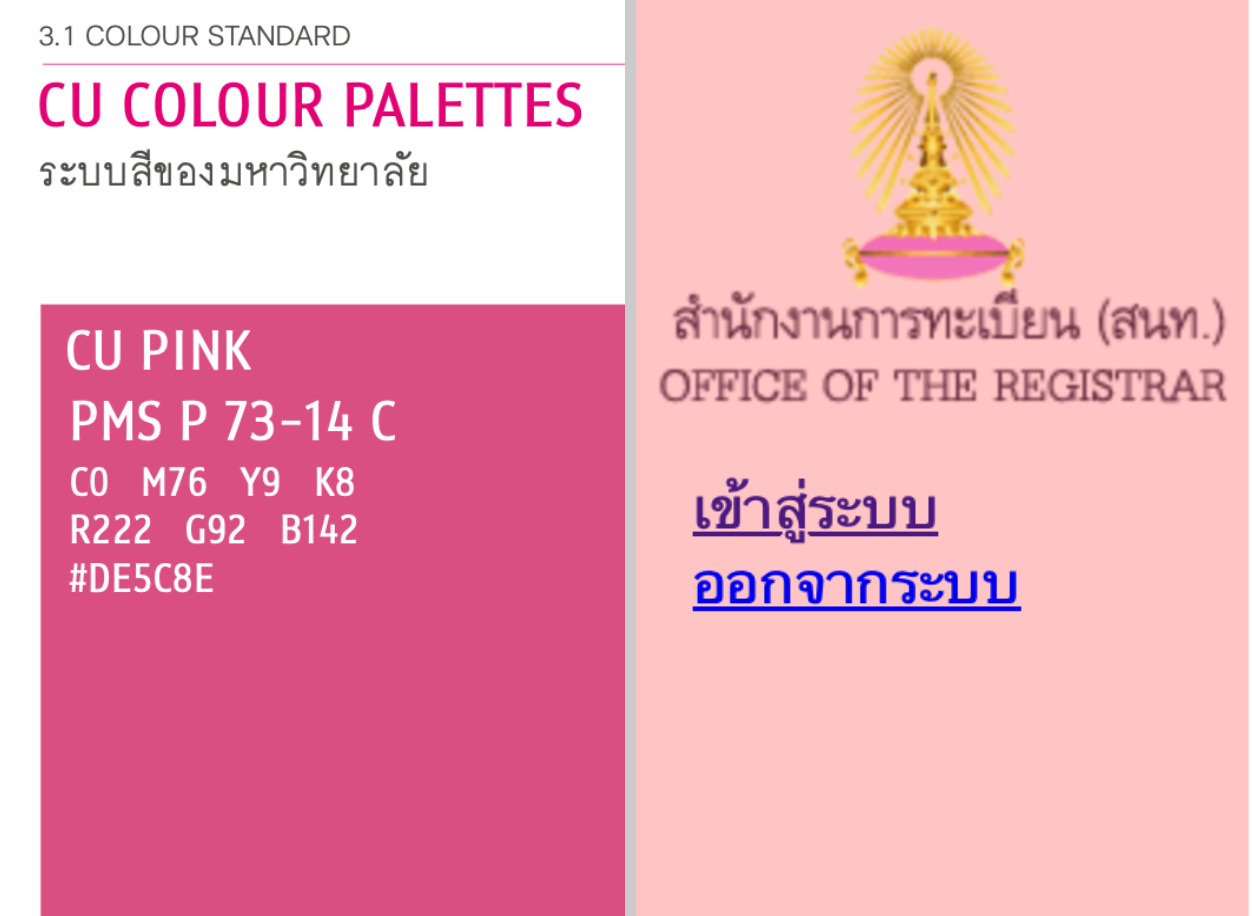 3.1 COLOUR STANDARD
CU COLOUR PALETTES
ระบบสีของมหาวิทยาลัย
CU PINK
PMS P 73-14 C
C0 M76 Y9 K8
R222 G92 B142
#DE5C8E
สำนักงานการทะเบียน (สนท.)
OFFICE OF THE REGISTRAR
เข้าสู่ระบบ
ออกจากระบบ